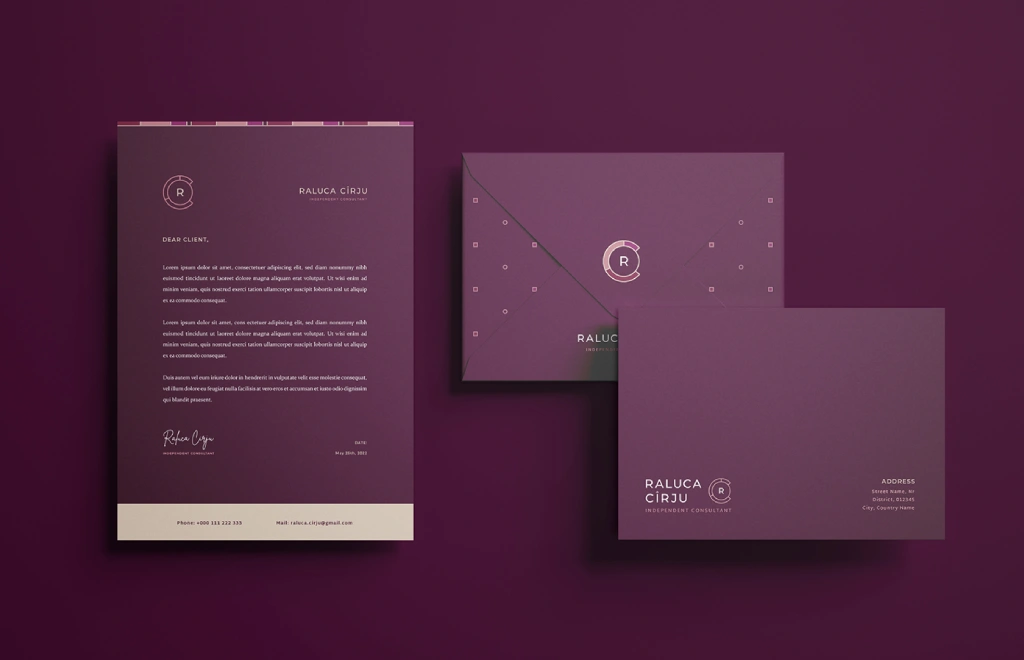 R
RALUCA CÎRJU
INDEPENDENT CONSULTANT
DEAR CLIENT,
Lorem ipsum dolor sit amet, consectetuer adipiscing elit, sed diam nonummy nibh
euismod tincidunt ut laoreet dolore magna aliquam erat volutpat. Ut wisi enim ad
minim veniam, quis nostrud exerci tation ullamcorper suscipit lobortis nisl ut aliquip
ex ea commodo consequat.
Lorem ipsum dolor sit amet, cons ectetuer adipiscing elit, sed diam nonummy nibh
euismod tincidunt ut laoreet dolore magna aliquam erat volutpat. Ut wisi enim ad
minim veniam, quis nostrud exerci tation ullamcorper suscipit lobortis nisl ut aliquip
ex ea commodo consequat.
Duis autem vel eum iriure dolor in hendrerit in vulputate velit esse molestie consequat,
vel illum dolore eu feugiat nulla facilisis at vero eros et accumsan et iusto odio dignissim
qui blandit praesent.
Raluca Cîrju
INDEPENDENT CONSULTANT
DATE:
May 20th, 2021
Phone: +000 111 222 333
Mail: raluca.cirju@gmail.com
R
RALUC
INDEPEN
RALUCA
CÎRJU
R
INDEPENDENT CONSULTANT
ADDRESS
Street Name, Nr
District, 012345
City, Country Name